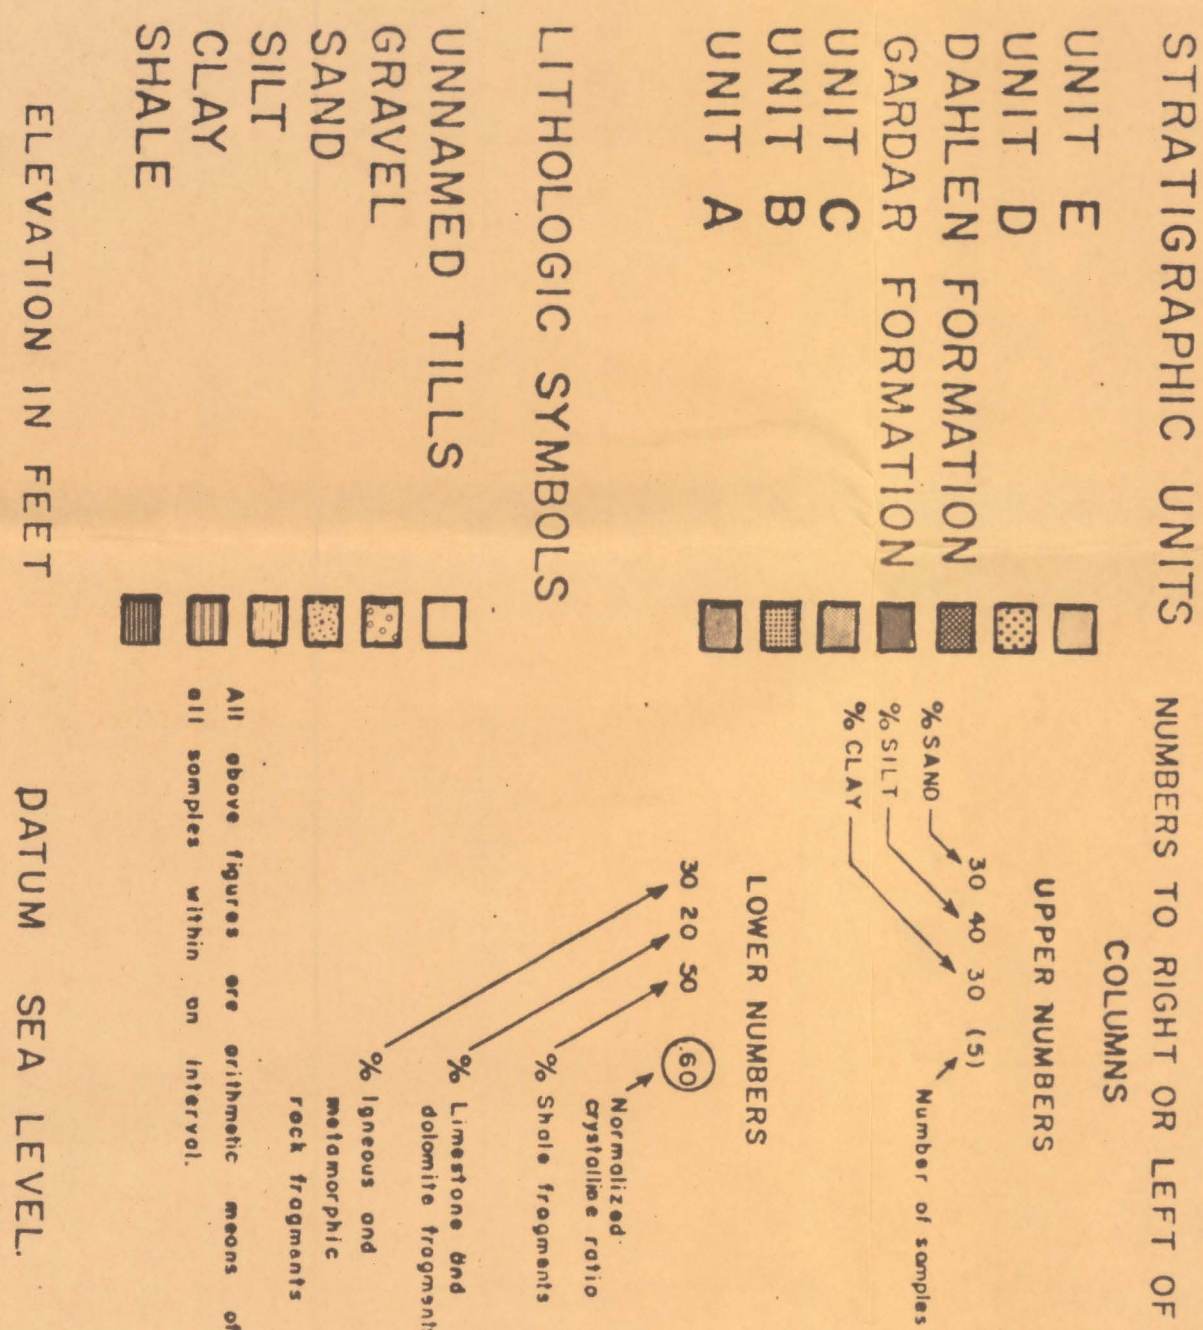 STRATIGRAPHIC UNITS
UNIT E
UNIT D
DAHLEN FORMATION
GARDAR FORMATION
UNIT C
UNIT B
UNIT A
LITHOLOGIC SYMBOLS
UNNAMED TILLS
GRAVEL
SAND
SILT
CLAY
SHALE
NUMBERS TO RIGHT OR LEFT OF
COLUMNS
UPPER NUMBERS
30 40 30 (5)
% SAND
% SILT
% CLAY
Number of samples
LOWER NUMBERS
30 20 50 .60
Normalized
crystalline ratio
% Shale fragments
% Limestone and
dolomite fragments
% Igneous and
metamorphic
rock fragments
All above figures are arithmetic means of
all samples within an interval.
ELEVATION IN FEET DATUM SEA LEVEL.